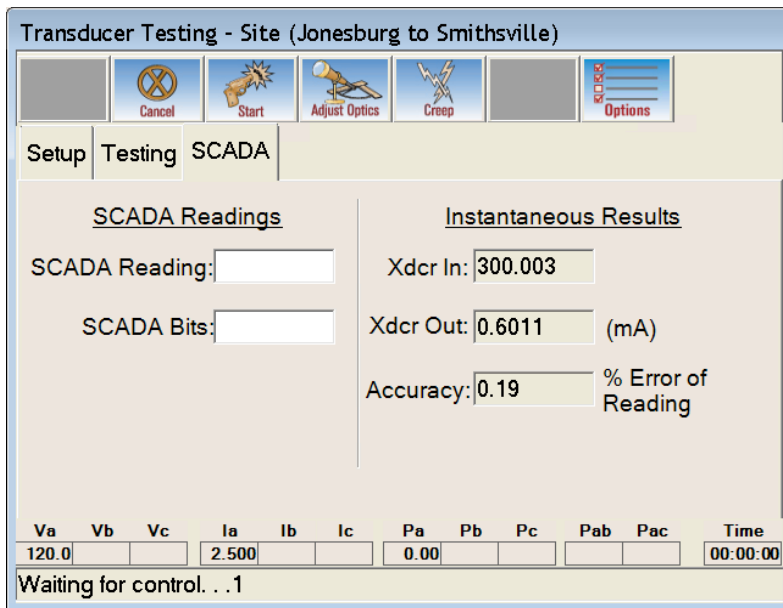 Transducer Testing - Site (Jonesburg to Smithsville)
Cancel Start Adjust Optics Creep Options
Setup Testing SCADA
SCADA Readings
SCADA Reading:
SCADA Bits:
Instantaneous Results
Xdcr In: 300.003
Xdcr Out: 0.6011 (mA)
Accuracy: 0.19 % Error of
Reading
Va Vb Vc Ia Ib Ic Pa Pb Pc Pab Pac Time
120.0 2.500 0.00 00:00:00
Waiting for control. . .1